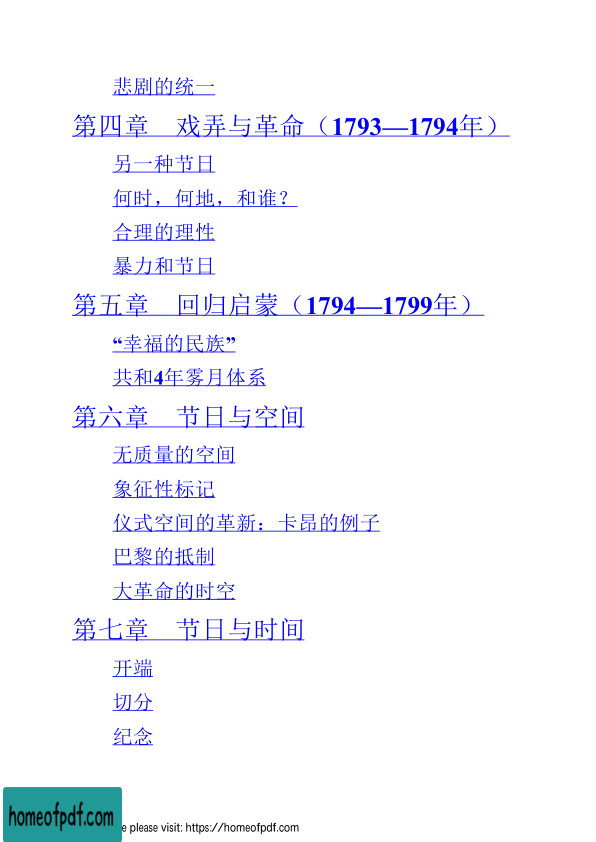 悲剧的统一
第四章　戏弄与革命（1793—1794年）
另一种节日
何时，何地，和谁？
合理的理性
暴力和节日
第五章　回归启蒙（1794—1799年）
“幸福的民族”
共和4年雾月体系
第六章　节日与空间
无质量的空间
象征性标记
仪式空间的革新：卡昂的例子
巴黎的抵制
大革命的时空
第七章　节日与时间
开端
切分
纪念
homeofpdf.com
e please visit: https://homeofpdf.com